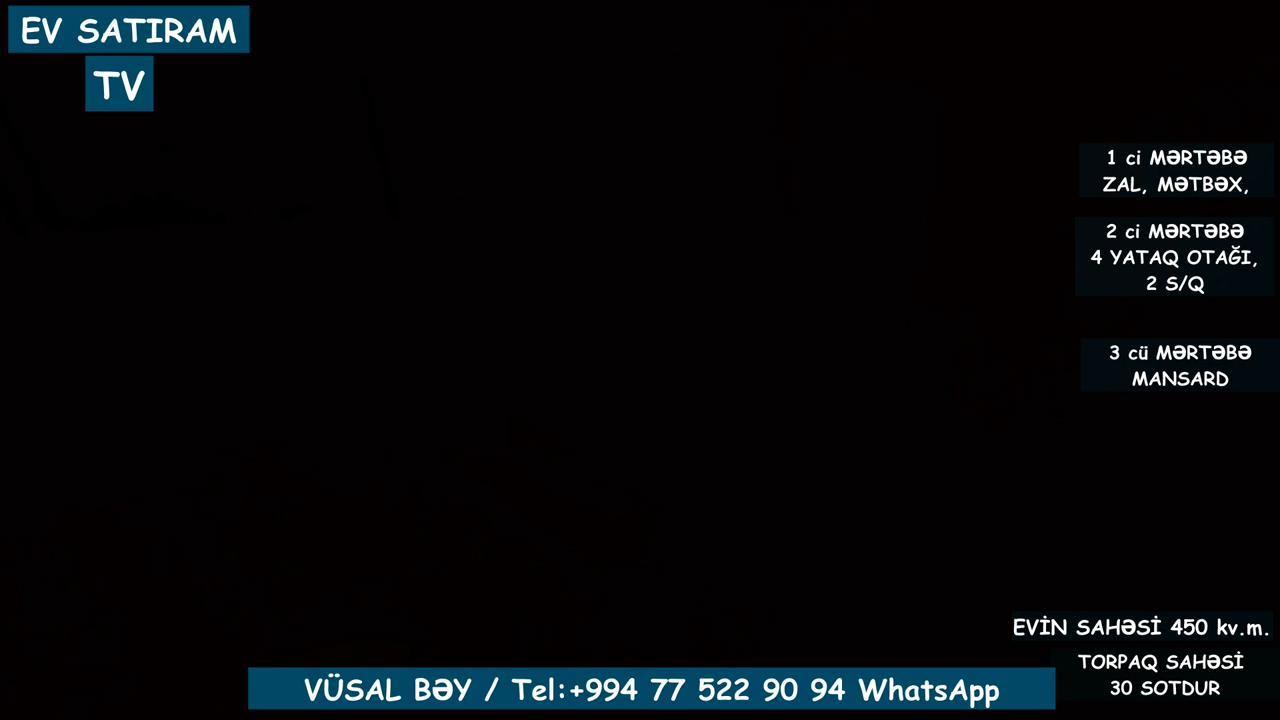 EV SATIRAM
TV
1 ci MƏRTƏBƏ
ZAL, MƏTBƏX,
2 ci MƏRTƏBƏ
4 YATAQ OTAĞI,
2 S/Q
3 cü MƏRTƏBƏ
MANSARD
EVİN SAHƏSİ 450 kv.m.
TORPAQ SAHƏSİ
30 SOTDUR
VÜSAL BƏY / Tel:+994 77 522 90 94 WhatsApp